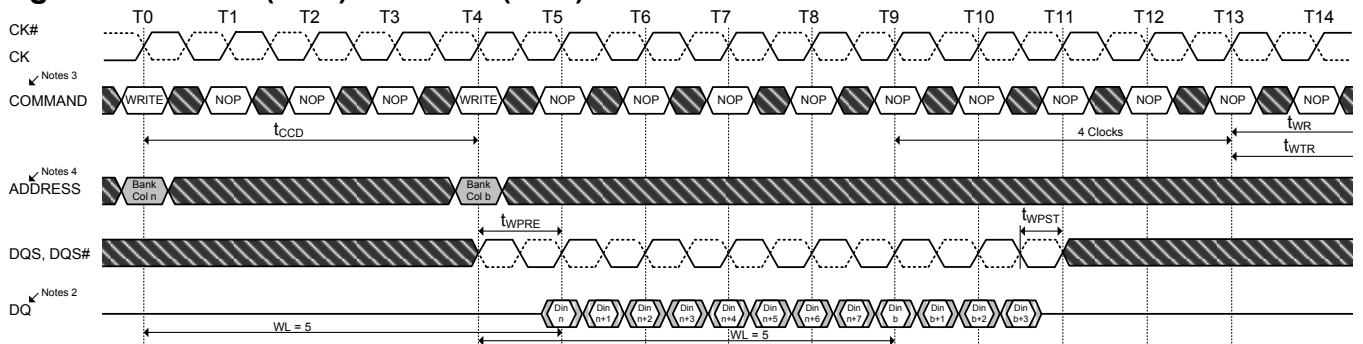 T0 T1 T2 T3 T4 T5 T6 T7 T8 T9 T10 T11 T12 T13 T14
CK#
CK
Notes 3
COMMAND WRITE NOP NOP NOP WRITE NOP NOP NOP NOP NOP NOP NOP NOP NOP NOP
tCCD 4 Clocks tWR
tWTR
Notes 4
ADDRESS Bank Col n Bank Col b
tWPRE tWPST
DQS, DQS#
Notes 2
DQ Din n Din n+1 Din n+2 Din n+3 Din n+4 Din n+5 Din n+6 Din n+7 Din b Din b+1 Din b+2 Din b+3
WL = 5 WL = 5